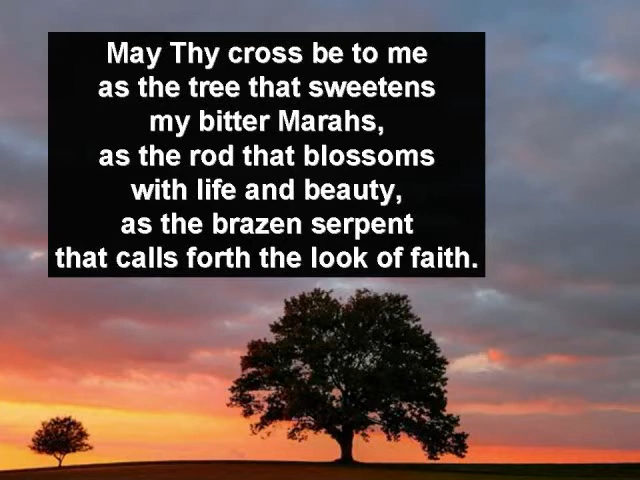 May Thy cross be to me
as the tree that sweetens
my bitter Marahs,
as the rod that blossoms
with life and beauty,
as the brazen serpent
that calls forth the look of faith.